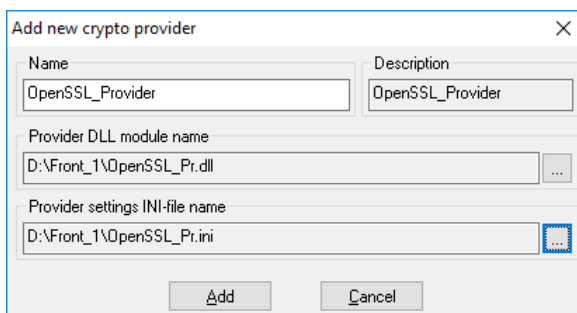 Add new crypto provider
Name
Description
OpenSSL_Provider
OpenSSL_Provider
Provider DLL module name
D:\Front_1\OpenSSL_Pr.dll
...
Provider settings INI-file name
D:\Front_1\OpenSSL_Pr.ini
...
Add
Cancel